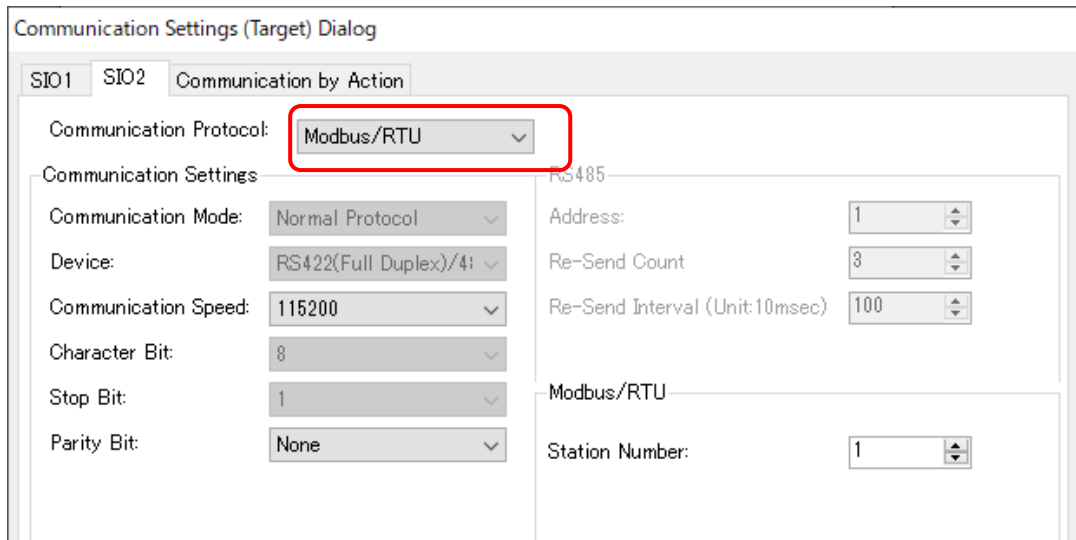 Communication Settings (Target) Dialog
SIO1 SIO2 Communication by Action
Communication Protocol: Modbus/RTU
Communication Settings
Communication Mode: Normal Protocol
Device: RS422(Full Duplex)/4
Communication Speed: 115200
Character Bit: 8
Stop Bit: 1
Parity Bit: None
RS485
Address: 1
Re-Send Count 3
Re-Send Interval (Unit:10msec) 100
Modbus/RTU
Station Number: 1